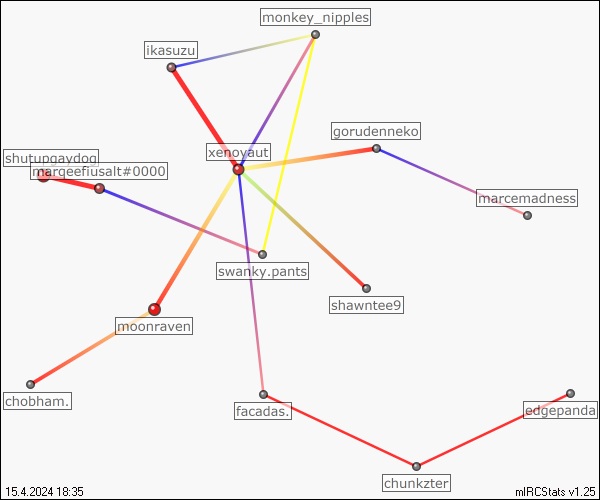 monkey_nipples
ikasuzu
gorudenneko
xenoyaut
shutupgaydog
marqeefiusalt#0000
marcemadness
swanky.pants
shawntee9
moonraven
chobham.
facadas.
edgepanda
chunkzter
15.4.2024 18:35
mIRCStats v1.25